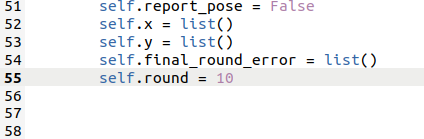 51 self.report_pose = False
52 self.x = list()
53 self.y = list()
54 self.final_round_error = list()
55 self.round = 10
56
57
58